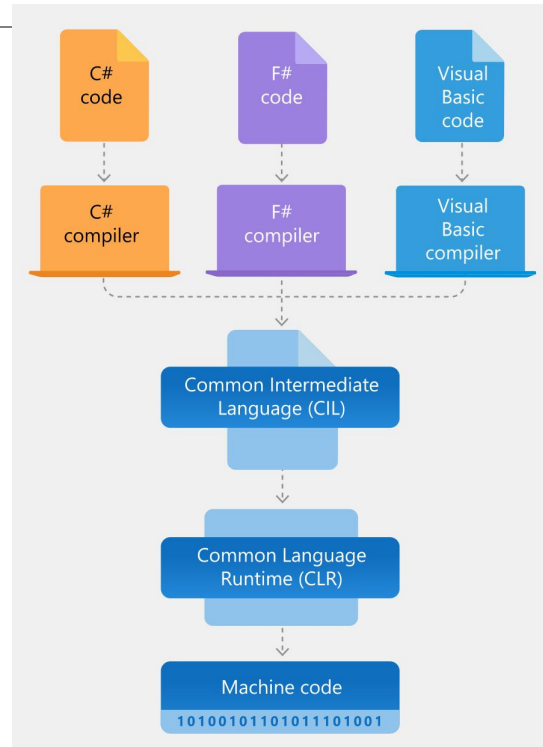 C#
code
F#
code
Visual
Basic
code
C#
compiler
F#
compiler
Visual
Basic
compiler
Common Intermediate
Language (CIL)
Common Language
Runtime (CLR)
Machine code
10100101101011101001